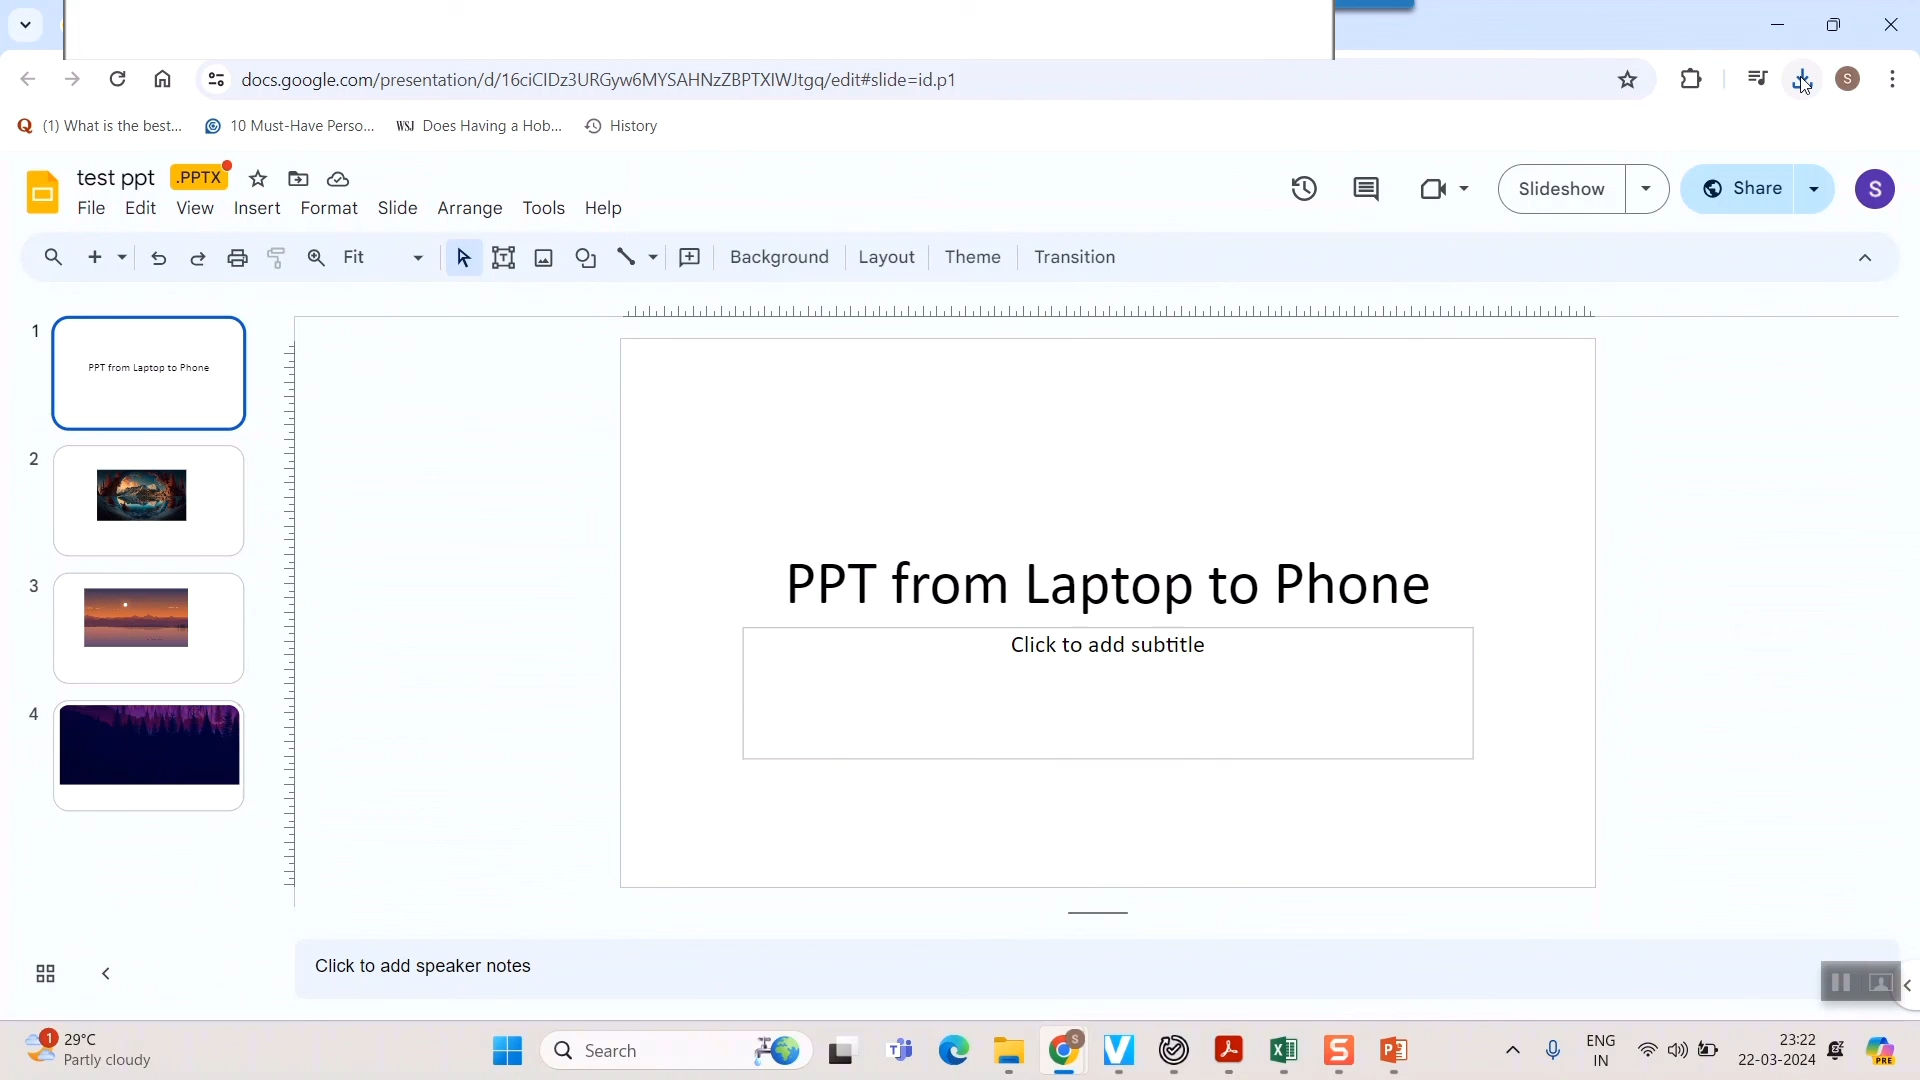 docs.google.com/presentation/d/16ciCIDz3URGyw6MYSAHNzZBPTXIWJtgq/edit#slide=id.p1
S
Q (1) What is the best...
10 Must-Have Perso...
WSJ Does Having a Hob...
History
test ppt .PPTX
File Edit View Insert Format Slide Arrange Tools Help
Slideshow
Share
S
Fit
Background
Layout
Theme
Transition
1
PPT from Laptop to Phone
2
3
4
PPT from Laptop to Phone
Click to add subtitle
Click to add speaker notes
1
29°C
Partly cloudy
Search
S
ENG
IN
23:22
22-03-2024
PRE